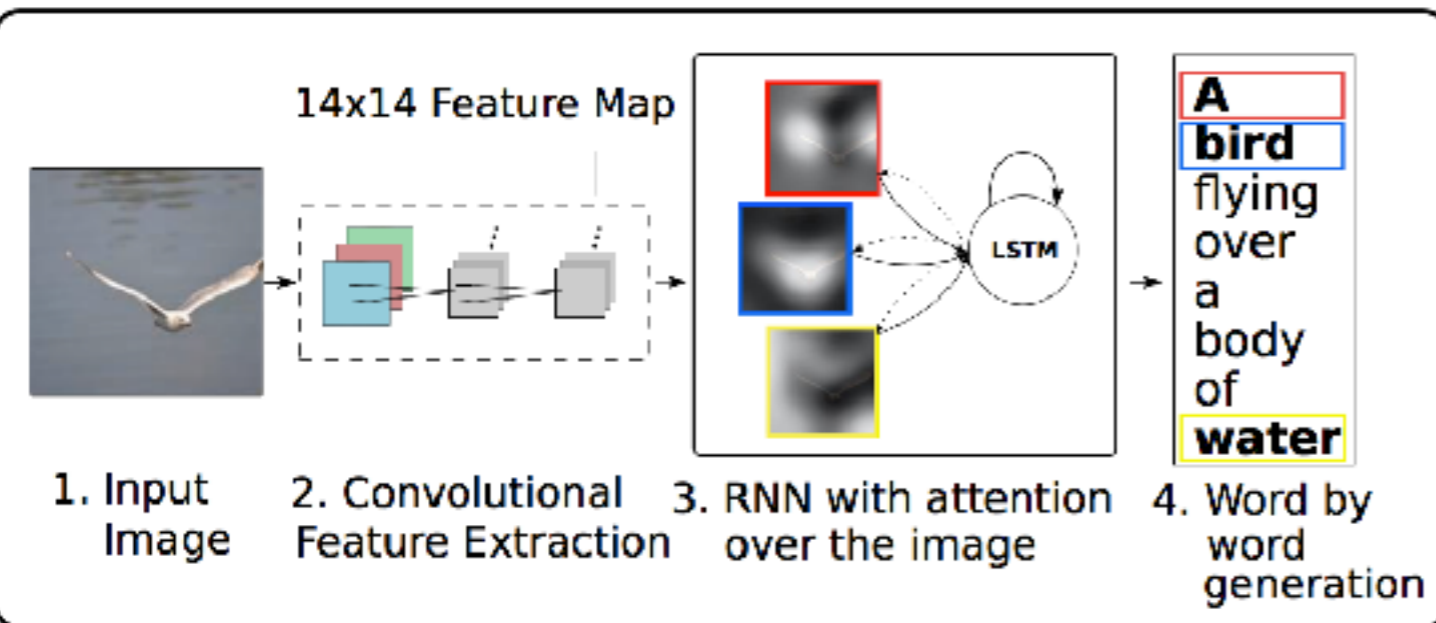 14x14 Feature Map
LSTM
A
bird
flying
over
a
body
of
water
1. Input
Image
2. Convolutional
Feature Extraction
3. RNN with attention
over the image
4. Word by
word
generation